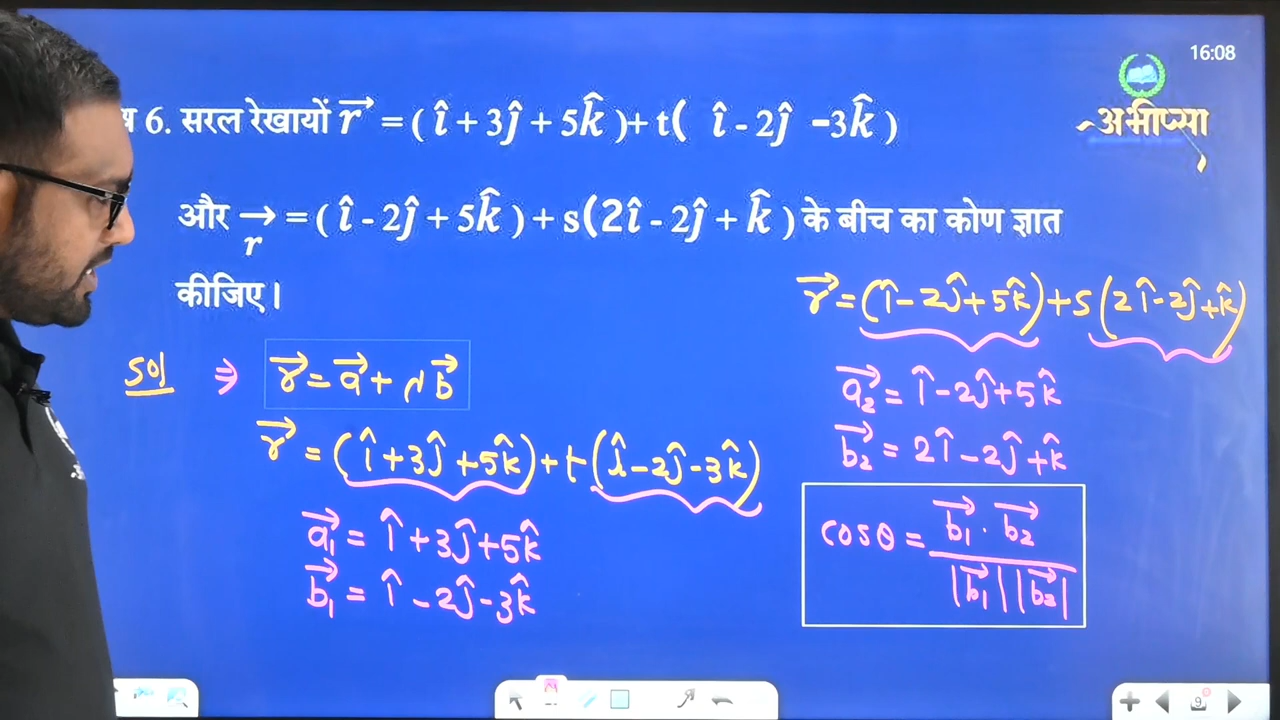 16:08
अभीप्सा
6. सरल रेखायों r⃗ = ( î + 3ĵ + 5k̂ ) + t( î - 2ĵ -3k̂ )
और r⃗ = ( î - 2ĵ + 5k̂ ) + s(2î - 2ĵ + k̂ ) के बीच का कोण ज्ञात
कीजिए।
Sol ⇒ r⃗ = a⃗ + λb⃗
r⃗ = (î + 3ĵ + 5k̂) + t(î - 2ĵ - 3k̂)
a⃗₁ = î + 3ĵ + 5k̂
b⃗₁ = î - 2ĵ - 3k̂
r⃗ = (î - 2ĵ + 5k̂) + s(2î - 2ĵ + k̂)
a⃗₂ = î - 2ĵ + 5k̂
b⃗₂ = 2î - 2ĵ + k̂
cosθ = b⃗₁ · b⃗₂ / |b⃗₁| |b⃗₂|
9